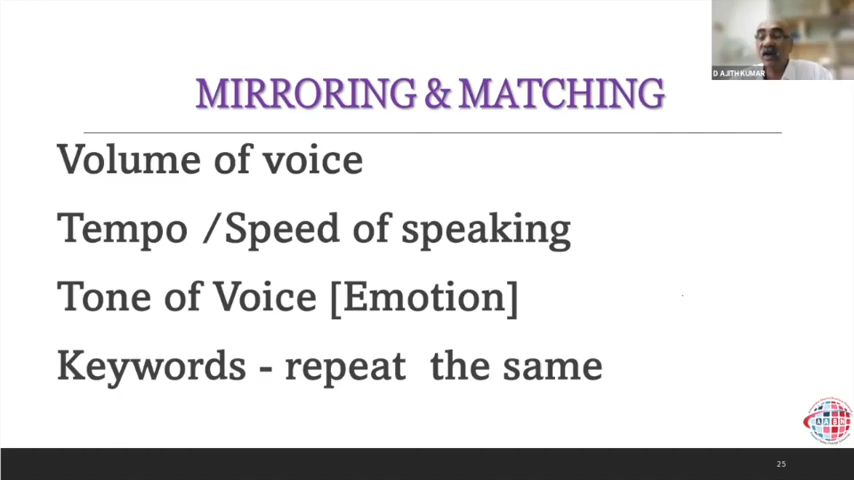 D AJITH KUMAR
MIRRORING & MATCHING
Volume of voice
Tempo /Speed of speaking
Tone of Voice [Emotion]
Keywords - repeat the same
25